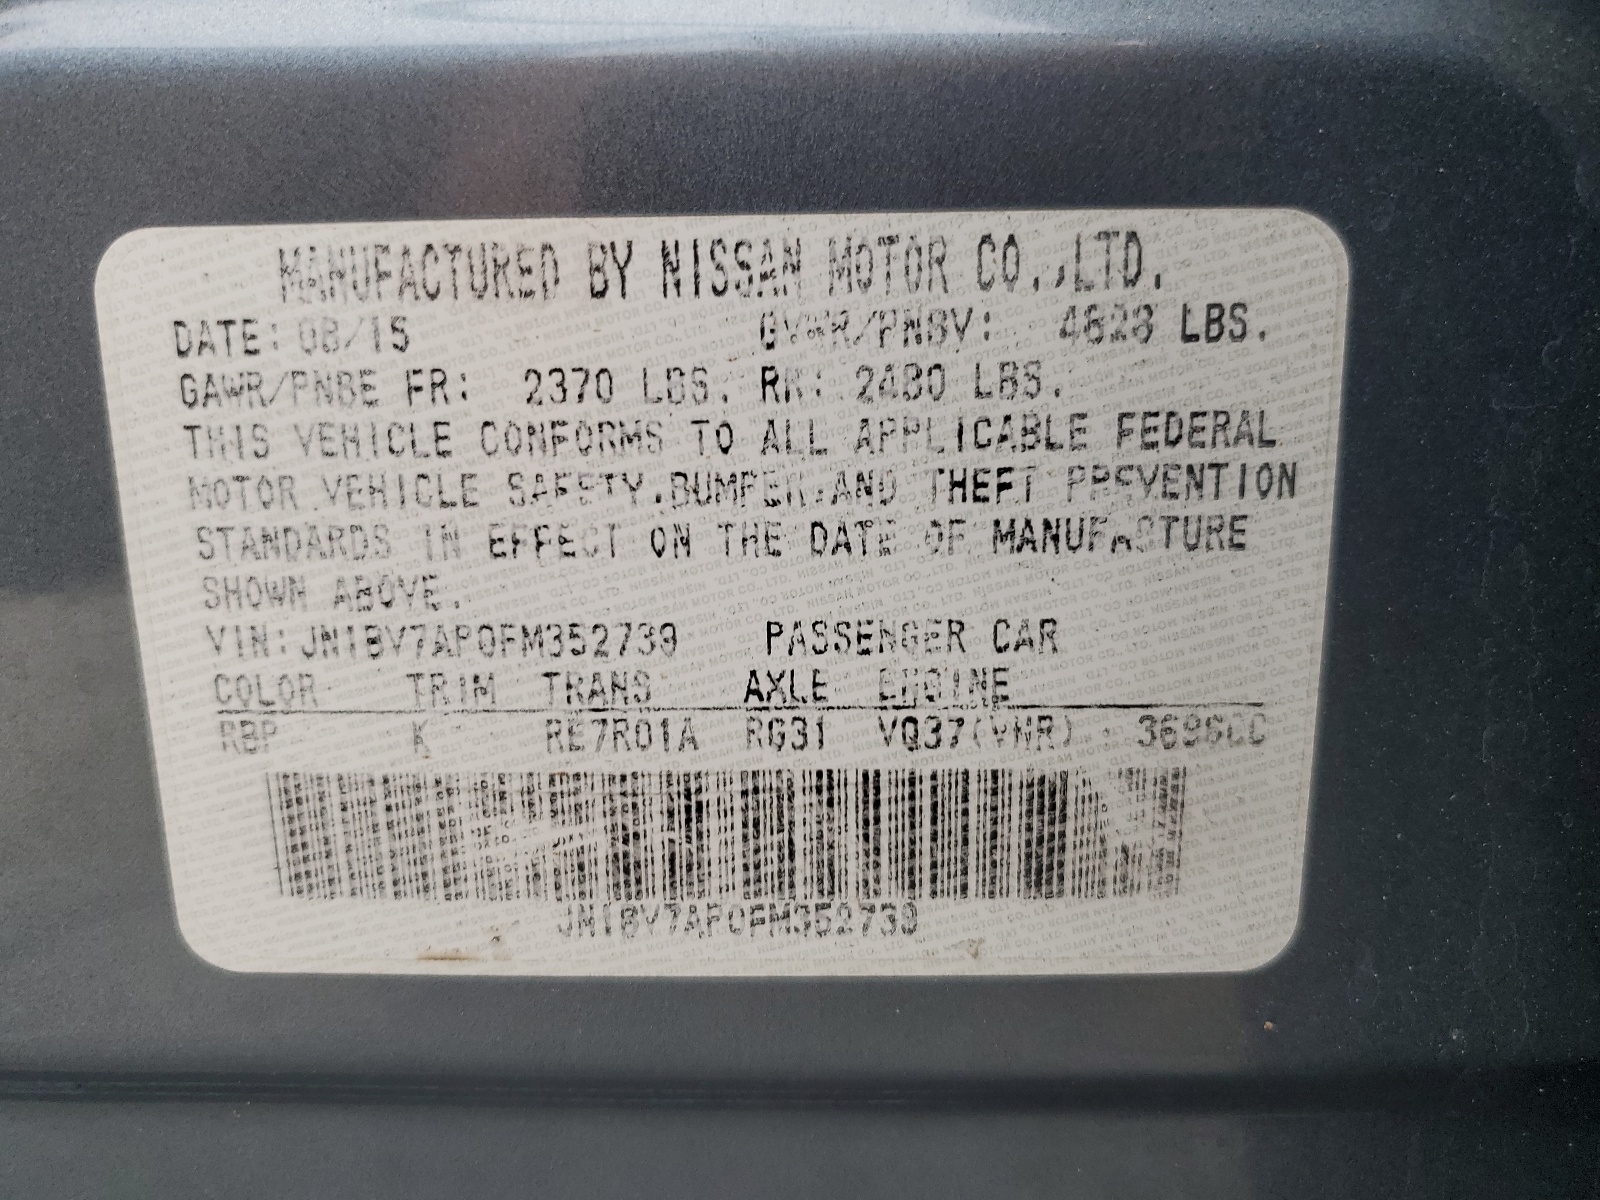 MANUFACTURED BY NISSAN MOTOR CO.,LTD.
DATE: 08/15 GVWR/PNBV: 4828 LBS.
GAWR/PNBE FR: 2370 LBS. RR: 2480 LBS.
THIS VEHICLE CONFORMS TO ALL APPLICABLE FEDERAL
MOTOR VEHICLE SAFETY,BUMPER,AND THEFT PREVENTION
STANDARDS IN EFFECT ON THE DATE OF MANUFACTURE
SHOWN ABOVE.
VIN: JN1BV7AP0FM352739 PASSENGER CAR
COLOR TRIM TRANS AXLE ENGINE
RBP K RE7R01A RG31 VQ37(VHR) 3696CC
JN1BV7AP0FM352739